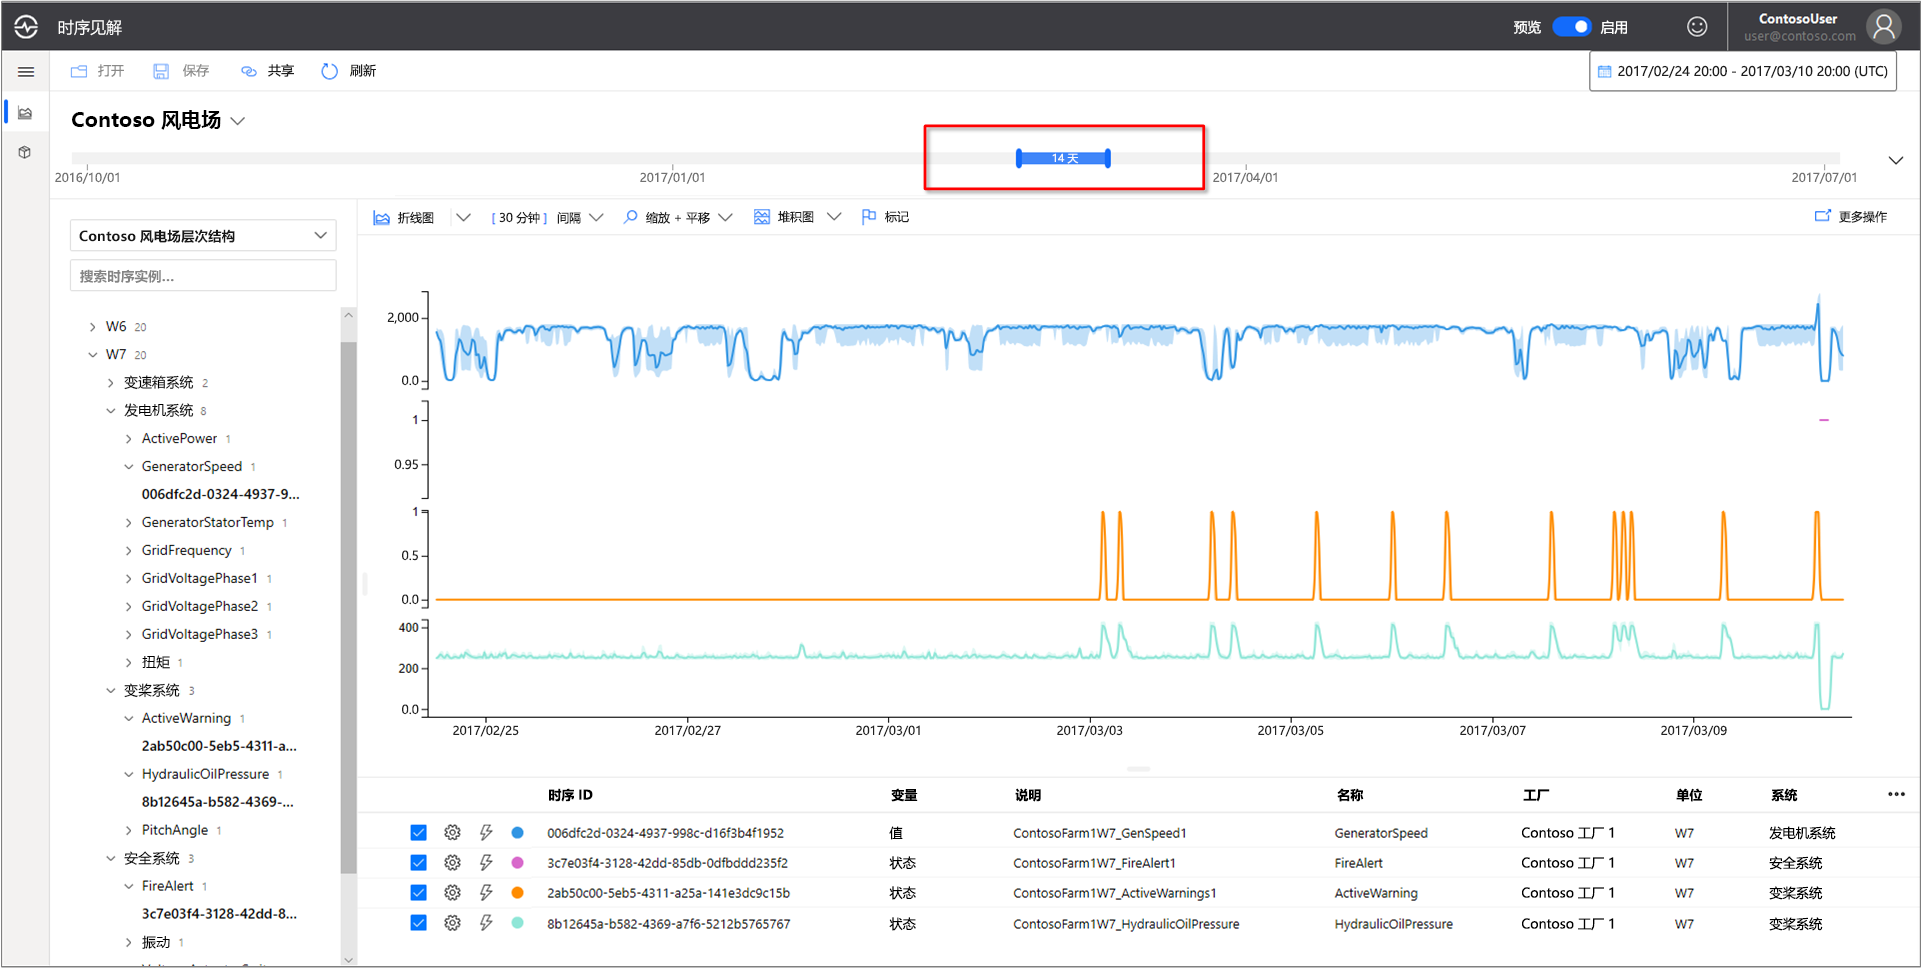 时序见解
预览 启用
ContosoUser
user@contoso.com
打开 保存 共享 刷新
2017/02/24 20:00 - 2017/03/10 20:00 (UTC)
Contoso 风电场
14 天
2016/10/01 2017/01/01 2017/04/01 2017/07/01
折线图 [ 30 分钟 ] 间隔 缩放 + 平移 堆积图 标记 更多操作
Contoso 风电场层次结构
搜索时序实例...
W6 20
W7 20
变速箱系统 2
发电机系统 8
ActivePower 1
GeneratorSpeed 1
006dfc2d-0324-4937-9...
GeneratorStatorTemp 1
GridFrequency 1
GridVoltagePhase1 1
GridVoltagePhase2 1
GridVoltagePhase3 1
扭矩 1
变桨系统 3
ActiveWarning 1
2ab50c00-5eb5-4311-a...
HydraulicOilPressure 1
8b12645a-b582-4369-...
PitchAngle 1
安全系统 3
FireAlert 1
3c7e03f4-3128-42dd-8...
振动 1
2,000
0.0
1
0.95
1
0.5
0.0
400
200
0.0
2017/02/25 2017/02/27 2017/03/01 2017/03/03 2017/03/05 2017/03/07 2017/03/09
时序 ID 变量 说明 名称 工厂 单位 系统
006dfc2d-0324-4937-998c-d16f3b4f1952 值 ContosoFarm1W7_GenSpeed1 GeneratorSpeed Contoso 工厂 1 W7 发电机系统
3c7e03f4-3128-42dd-85db-0dfbddd235f2 状态 ContosoFarm1W7_FireAlert1 FireAlert Contoso 工厂 1 W7 安全系统
2ab50c00-5eb5-4311-a25a-141e3dc9c15b 状态 ContosoFarm1W7_ActiveWarnings1 ActiveWarning Contoso 工厂 1 W7 变桨系统
8b12645a-b582-4369-a7f6-5212b5765767 状态 ContosoFarm1W7_HydraulicOilPressure HydraulicOilPressure Contoso 工厂 1 W7 变桨系统